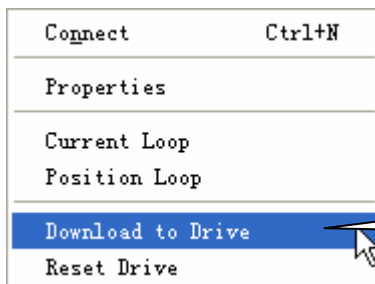 Connect Ctrl+N
Properties
Current Loop
Position Loop
Download to Drive
Reset Drive